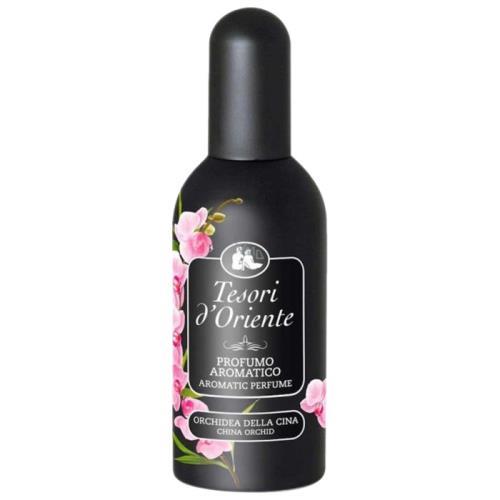 Tesori
d'Oriente
PROFUMO
AROMATICO
AROMATIC PERFUME
ORCHIDEA DELLA CINA
CHINA ORCHID